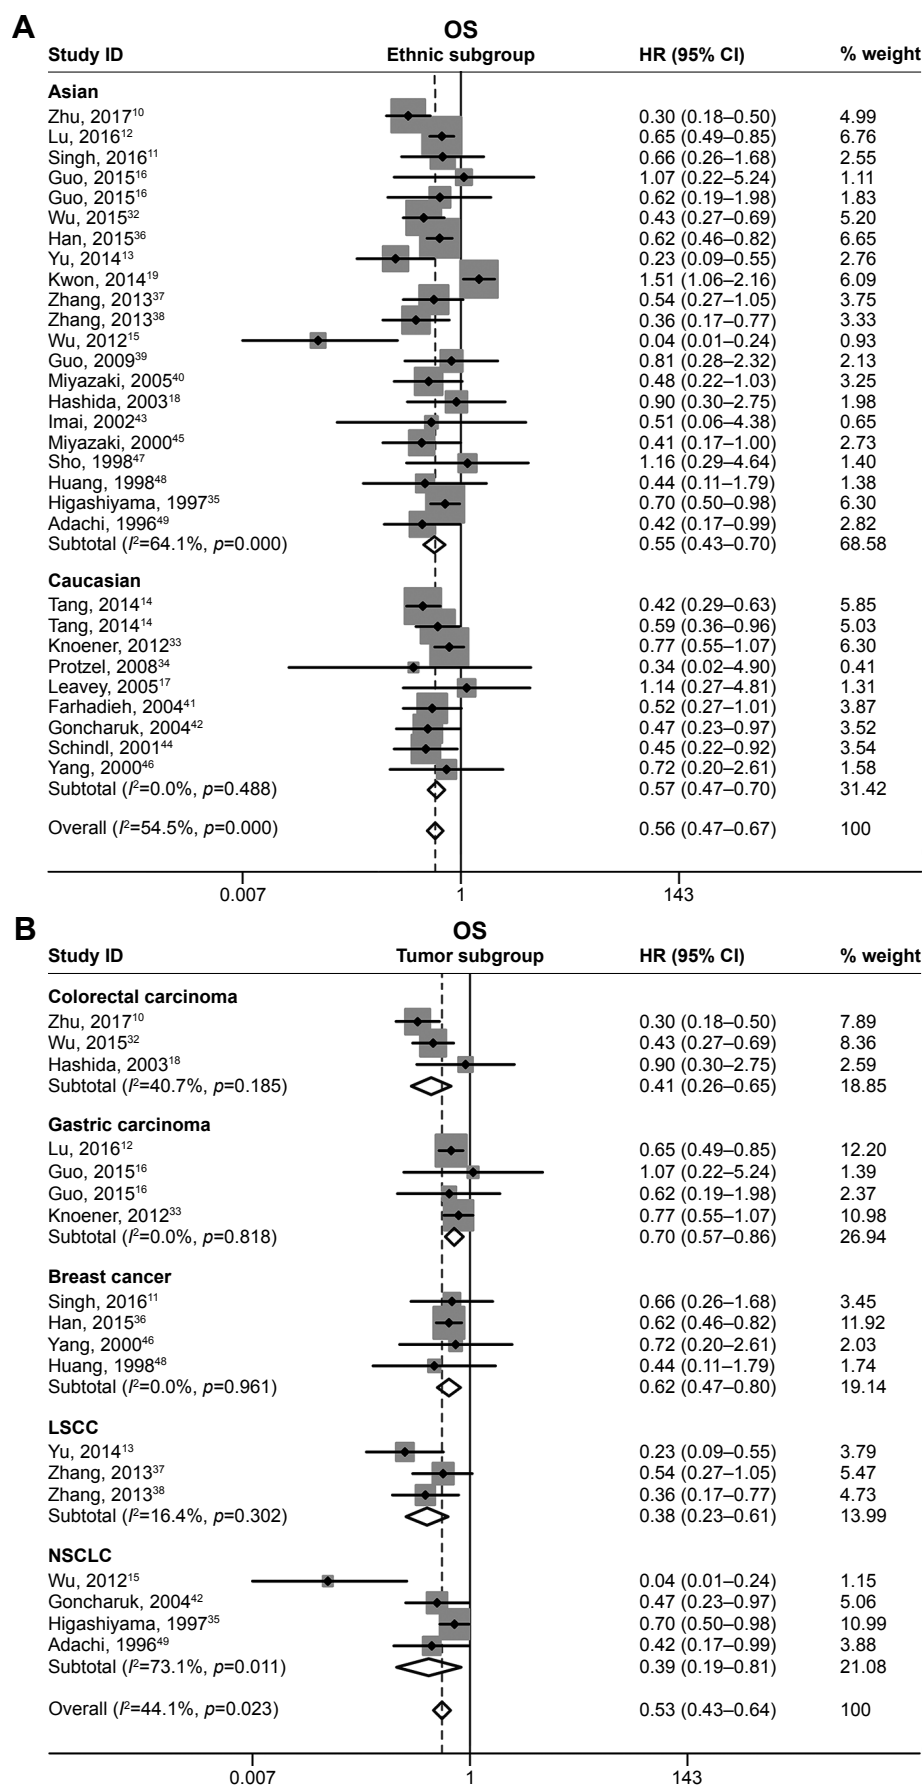 A
OS
Study ID Ethnic subgroup HR (95% CI) % weight
Asian
Zhu, 2017¹⁰ 0.30 (0.18–0.50) 4.99
Lu, 2016¹² 0.65 (0.49–0.85) 6.76
Singh, 2016¹¹ 0.66 (0.26–1.68) 2.55
Guo, 2015¹⁶ 1.07 (0.22–5.24) 1.11
Guo, 2015¹⁶ 0.62 (0.19–1.98) 1.83
Wu, 2015³² 0.43 (0.27–0.69) 5.20
Han, 2015³⁶ 0.62 (0.46–0.82) 6.65
Yu, 2014¹³ 0.23 (0.09–0.55) 2.76
Kwon, 2014¹⁹ 1.51 (1.06–2.16) 6.09
Zhang, 2013³⁷ 0.54 (0.27–1.05) 3.75
Zhang, 2013³⁸ 0.36 (0.17–0.77) 3.33
Wu, 2012¹⁵ 0.04 (0.01–0.24) 0.93
Guo, 2009³⁹ 0.81 (0.28–2.32) 2.13
Miyazaki, 2005⁴⁰ 0.48 (0.22–1.03) 3.25
Hashida, 2003¹⁸ 0.90 (0.30–2.75) 1.98
Imai, 2002⁴³ 0.51 (0.06–4.38) 0.65
Miyazaki, 2000⁴⁵ 0.41 (0.17–1.00) 2.73
Sho, 1998⁴⁷ 1.16 (0.29–4.64) 1.40
Huang, 1998⁴⁸ 0.44 (0.11–1.79) 1.38
Higashiyama, 1997³⁵ 0.70 (0.50–0.98) 6.30
Adachi, 1996⁴⁹ 0.42 (0.17–0.99) 2.82
Subtotal (I²=64.1%, p=0.000) 0.55 (0.43–0.70) 68.58
Caucasian
Tang, 2014¹⁴ 0.42 (0.29–0.63) 5.85
Tang, 2014¹⁴ 0.59 (0.36–0.96) 5.03
Knoener, 2012³³ 0.77 (0.55–1.07) 6.30
Protzel, 2008³⁴ 0.34 (0.02–4.90) 0.41
Leavey, 2005¹⁷ 1.14 (0.27–4.81) 1.31
Farhadieh, 2004⁴¹ 0.52 (0.27–1.01) 3.87
Goncharuk, 2004⁴² 0.47 (0.23–0.97) 3.52
Schindl, 2001⁴⁴ 0.45 (0.22–0.92) 3.54
Yang, 2000⁴⁶ 0.72 (0.20–2.61) 1.58
Subtotal (I²=0.0%, p=0.488) 0.57 (0.47–0.70) 31.42
Overall (I²=54.5%, p=0.000) 0.56 (0.47–0.67) 100
0.007 1 143
B
OS
Study ID Tumor subgroup HR (95% CI) % weight
Colorectal carcinoma
Zhu, 2017¹⁰ 0.30 (0.18–0.50) 7.89
Wu, 2015³² 0.43 (0.27–0.69) 8.36
Hashida, 2003¹⁸ 0.90 (0.30–2.75) 2.59
Subtotal (I²=40.7%, p=0.185) 0.41 (0.26–0.65) 18.85
Gastric carcinoma
Lu, 2016¹² 0.65 (0.49–0.85) 12.20
Guo, 2015¹⁶ 1.07 (0.22–5.24) 1.39
Guo, 2015¹⁶ 0.62 (0.19–1.98) 2.37
Knoener, 2012³³ 0.77 (0.55–1.07) 10.98
Subtotal (I²=0.0%, p=0.818) 0.70 (0.57–0.86) 26.94
Breast cancer
Singh, 2016¹¹ 0.66 (0.26–1.68) 3.45
Han, 2015³⁶ 0.62 (0.46–0.82) 11.92
Yang, 2000⁴⁶ 0.72 (0.20–2.61) 2.03
Huang, 1998⁴⁸ 0.44 (0.11–1.79) 1.74
Subtotal (I²=0.0%, p=0.961) 0.62 (0.47–0.80) 19.14
LSCC
Yu, 2014¹³ 0.23 (0.09–0.55) 3.79
Zhang, 2013³⁷ 0.54 (0.27–1.05) 5.47
Zhang, 2013³⁸ 0.36 (0.17–0.77) 4.73
Subtotal (I²=16.4%, p=0.302) 0.38 (0.23–0.61) 13.99
NSCLC
Wu, 2012¹⁵ 0.04 (0.01–0.24) 1.15
Goncharuk, 2004⁴² 0.47 (0.23–0.97) 5.06
Higashiyama, 1997³⁵ 0.70 (0.50–0.98) 10.99
Adachi, 1996⁴⁹ 0.42 (0.17–0.99) 3.88
Subtotal (I²=73.1%, p=0.011) 0.39 (0.19–0.81) 21.08
Overall (I²=44.1%, p=0.023) 0.53 (0.43–0.64) 100
0.007 1 143